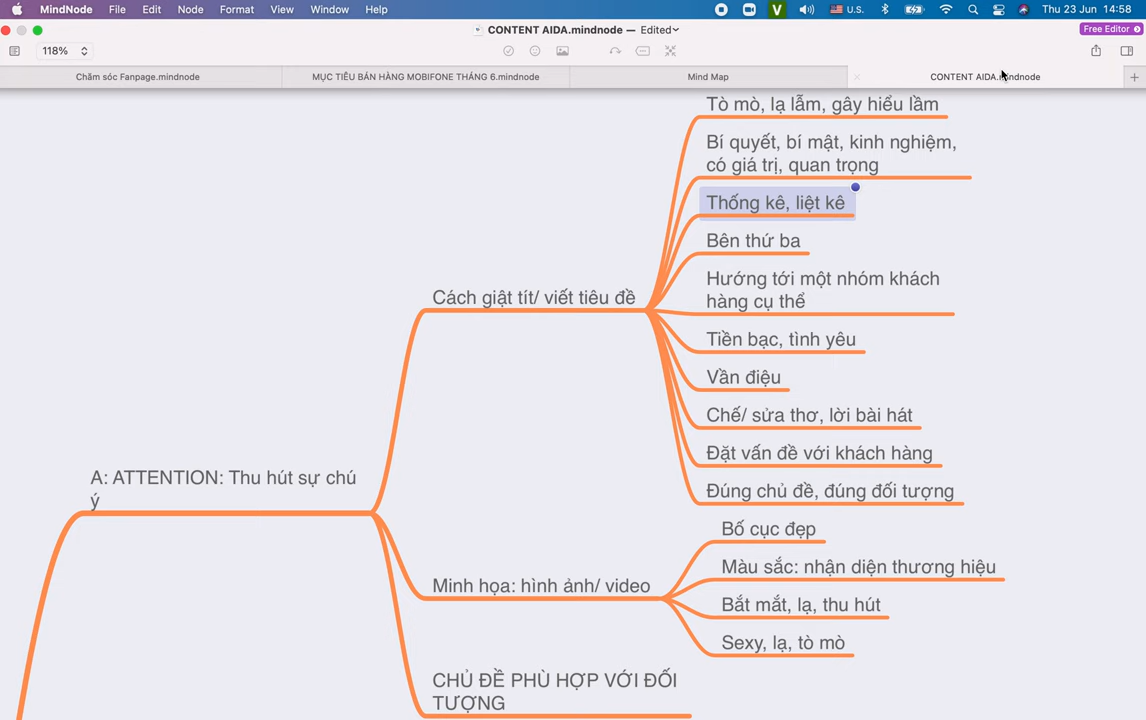 MindNode File Edit Node Format View Window Help
V U.S. Thu 23 Jun 14:58
CONTENT AIDA.mindnode — Edited
Free Editor
118%
Chăm sóc Fanpage.mindnode
MỤC TIÊU BÁN HÀNG MOBIFONE THÁNG 6.mindnode
Mind Map
CONTENT AIDA.mindnode
Tò mò, lạ lẫm, gây hiểu lầm
Bí quyết, bí mật, kinh nghiệm,
có giá trị, quan trọng
Thống kê, liệt kê
Bên thứ ba
Cách giật tít/ viết tiêu đề
Hướng tới một nhóm khách
hàng cụ thể
Tiền bạc, tình yêu
Vần điệu
Chế/ sửa thơ, lời bài hát
Đặt vấn đề với khách hàng
Đúng chủ đề, đúng đối tượng
A: ATTENTION: Thu hút sự chú
ý
Bố cục đẹp
Màu sắc: nhận diện thương hiệu
Minh họa: hình ảnh/ video
Bắt mắt, lạ, thu hút
Sexy, lạ, tò mò
CHỦ ĐỀ PHÙ HỢP VỚI ĐỐI
TƯỢNG